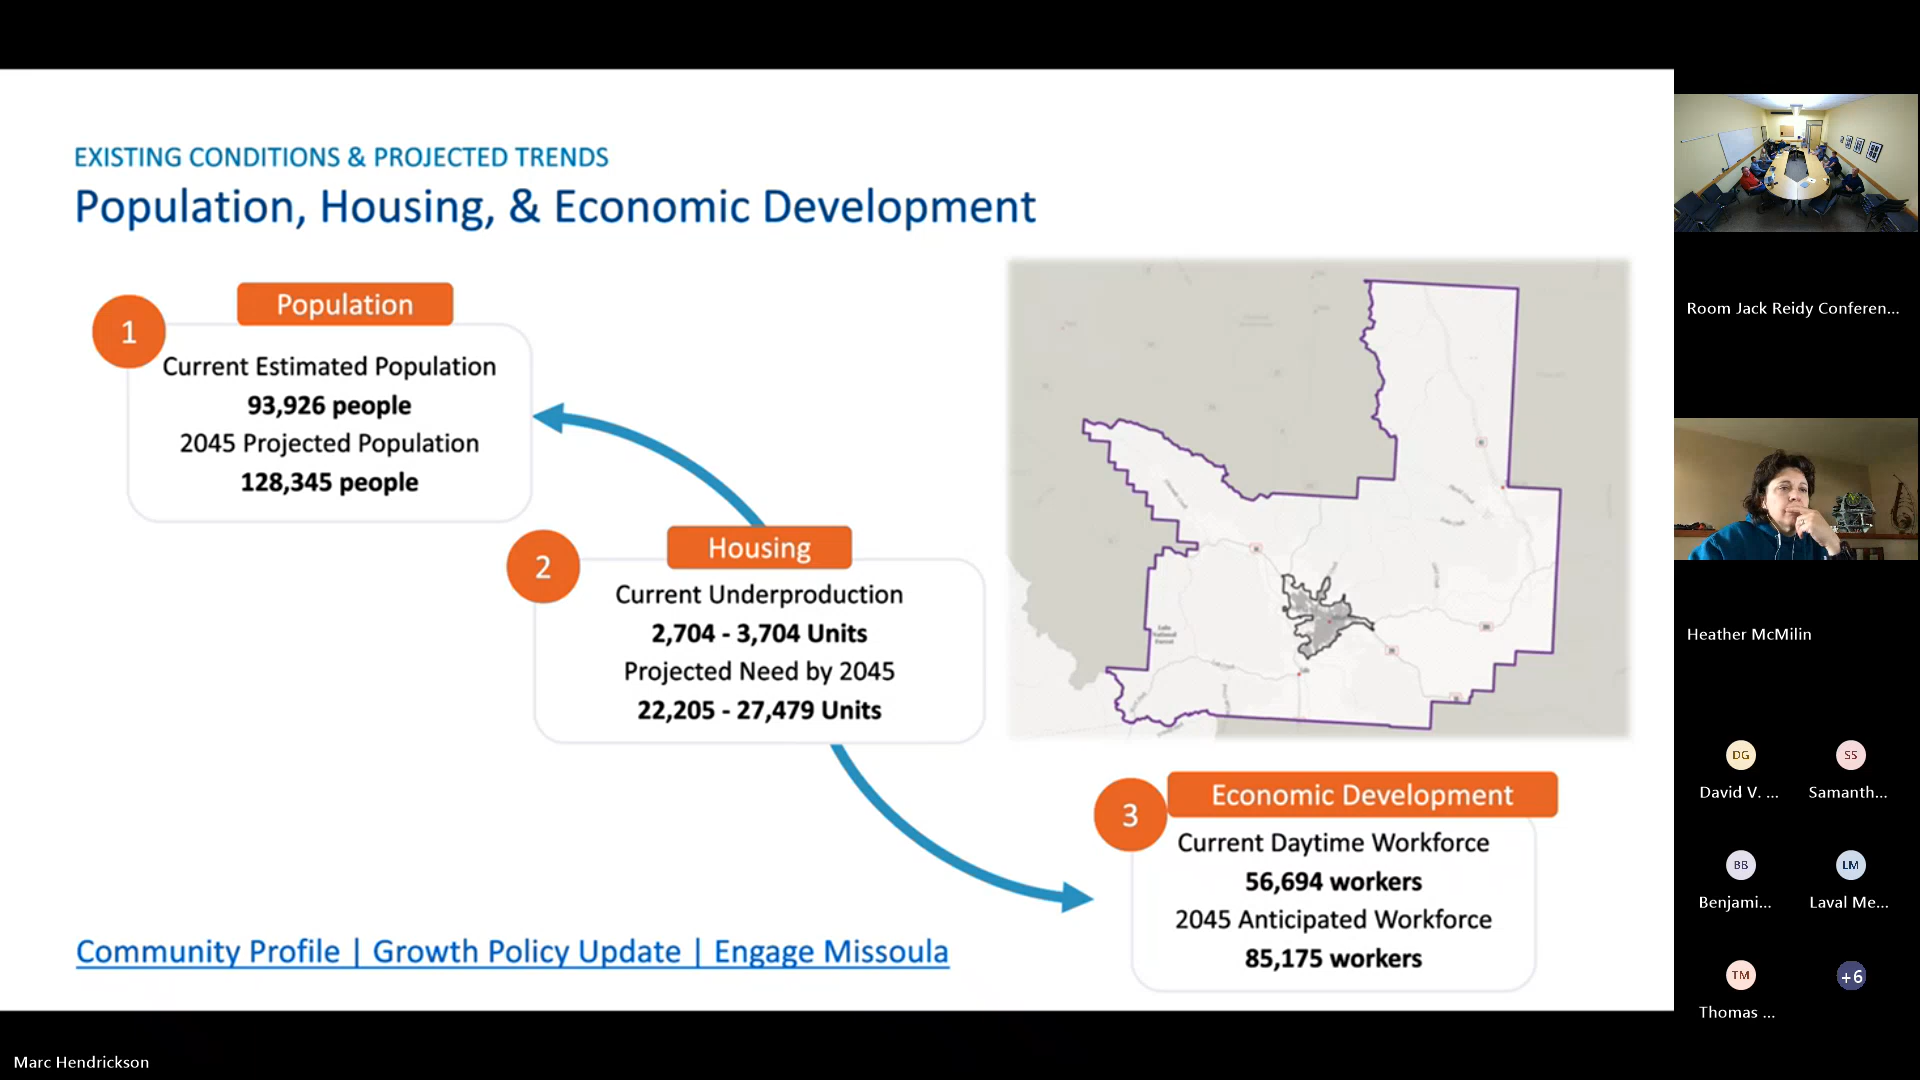 EXISTING CONDITIONS & PROJECTED TRENDS
Population, Housing, & Economic Development
1
Population
Current Estimated Population
93,926 people
2045 Projected Population
128,345 people
2
Housing
Current Underproduction
2,704 - 3,704 Units
Projected Need by 2045
22,205 - 27,479 Units
3
Economic Development
Current Daytime Workforce
56,694 workers
2045 Anticipated Workforce
85,175 workers
Community Profile | Growth Policy Update | Engage Missoula
Marc Hendrickson
Room Jack Reidy Conferen...
Heather McMilin
DG
David V. ...
SS
Samanth...
BB
Benjami...
LM
Laval Me...
TM
Thomas ...
+6